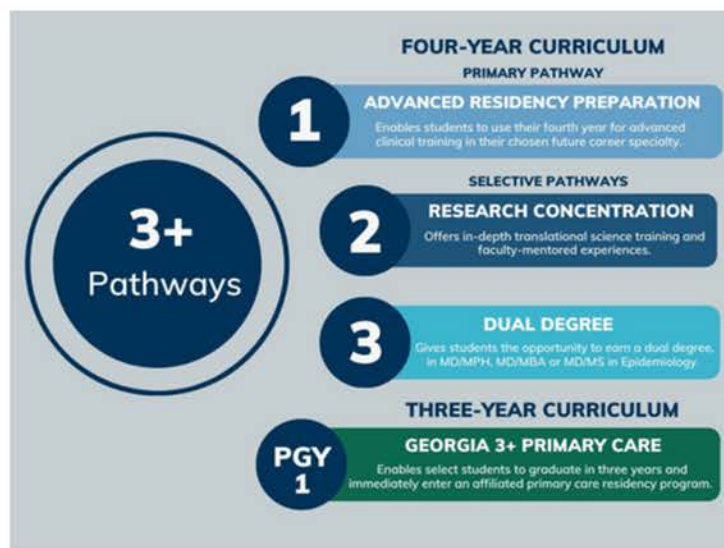 3+
Pathways
FOUR-YEAR CURRICULUM
PRIMARY PATHWAY
1
ADVANCED RESIDENCY PREPARATION
Enables students to use their fourth year for advanced
clinical training in their chosen future career specialty.
SELECTIVE PATHWAYS
2
RESEARCH CONCENTRATION
Offers in-depth translational science training and
faculty-mentored experiences.
3
DUAL DEGREE
Gives students the opportunity to earn a dual degree,
in MD/MPH, MD/MBA or MD/MS in Epidemiology
THREE-YEAR CURRICULUM
PGY
1
GEORGIA 3+ PRIMARY CARE
Enables select students to graduate in three years and
immediately enter an affiliated primary care residency program.